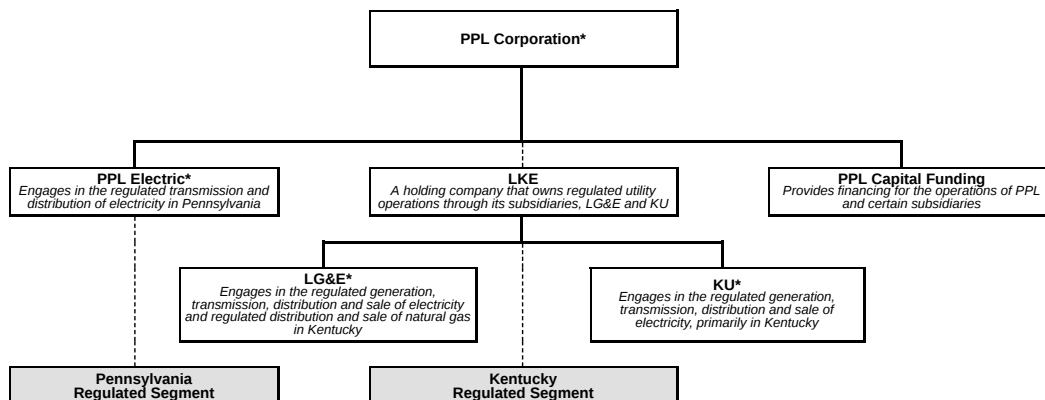 PPL Corporation*
PPL Electric*
Engages in the regulated transmission and
distribution of electricity in Pennsylvania
LKE
A holding company that owns regulated utility
operations through its subsidiaries, LG&E and KU
PPL Capital Funding
Provides financing for the operations of PPL
and certain subsidiaries
LG&E*
Engages in the regulated generation,
transmission, distribution and sale of electricity
and regulated distribution and sale of natural gas
in Kentucky
KU*
Engages in the regulated generation,
transmission, distribution and sale of
electricity, primarily in Kentucky
Pennsylvania
Regulated Segment
Kentucky
Regulated Segment